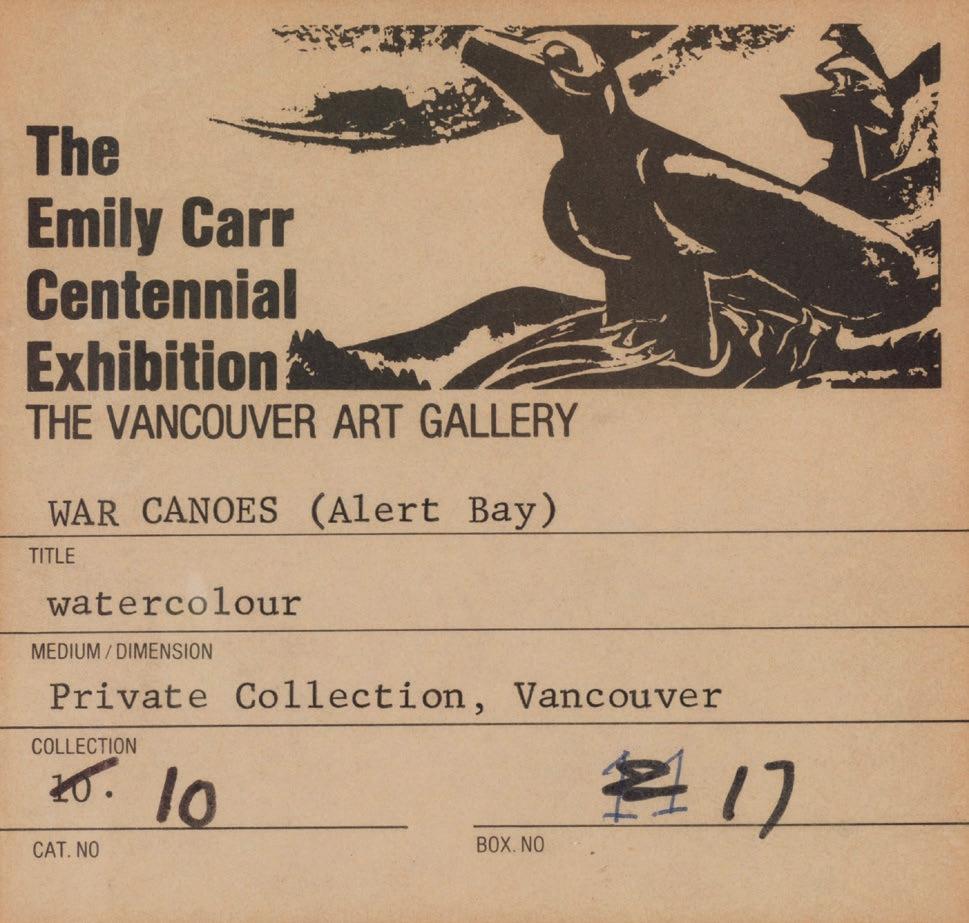 The
Emily Carr
Centennial
Exhibition
THE VANCOUVER ART GALLERY
WAR CANOES (Alert Bay)
TITLE
watercolour
MEDIUM / DIMENSION
Private Collection, Vancouver
COLLECTION
10. 10 11 17
CAT. NO BOX. NO